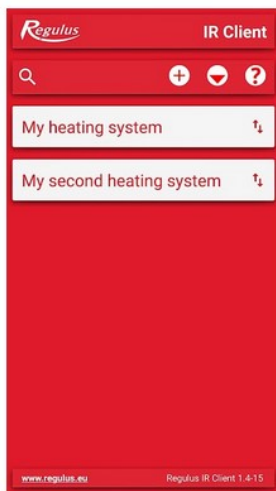 Regulus IR Client
My heating system
My second heating system
www.regulus.eu Regulus IR Client 1.4-15